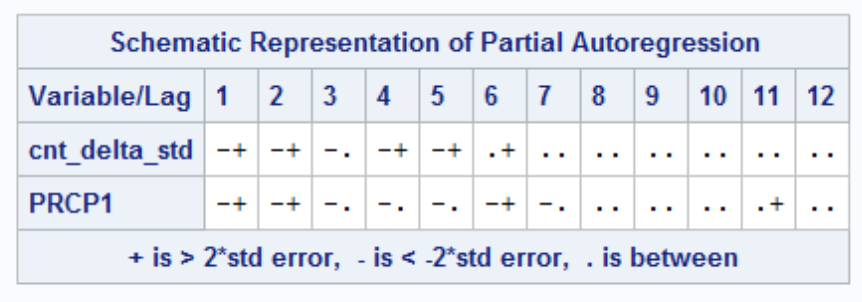 Schematic Representation of Partial Autoregression
Variable/Lag 1 2 3 4 5 6 7 8 9 10 11 12
cnt_delta_std -+ -+ -. -+ -+ .+ .. .. .. .. .. ..
PRCP1 -+ -+ -. -. -. -+ -. .. .. .. .+ ..
+ is > 2*std error, - is < -2*std error, . is between